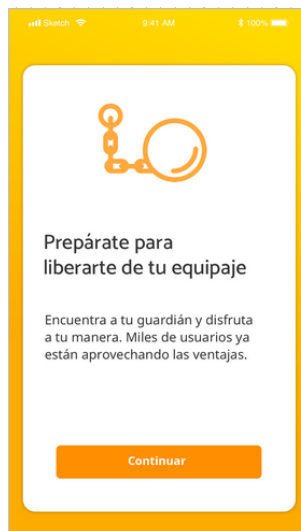 Sketch 9:41 AM 100%
Prepárate para
liberarte de tu equipaje
Encuentra a tu guardián y disfruta
a tu manera. Miles de usuarios ya
están aprovechando las ventajas.
Continuar